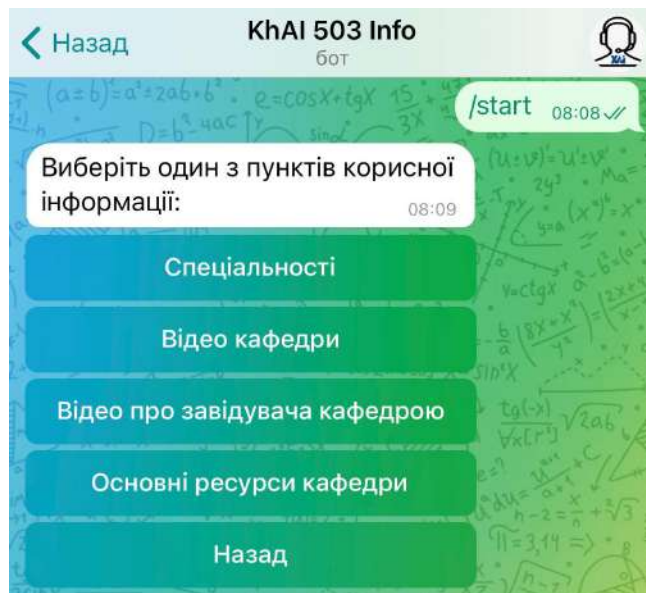 Назад
KhAI 503 Info
бот
/start 08:08
Виберіть один з пунктів корисної
інформації:
08:09
Спеціальності
Відео кафедри
Відео про завідувача кафедрою
Основні ресурси кафедри
Назад